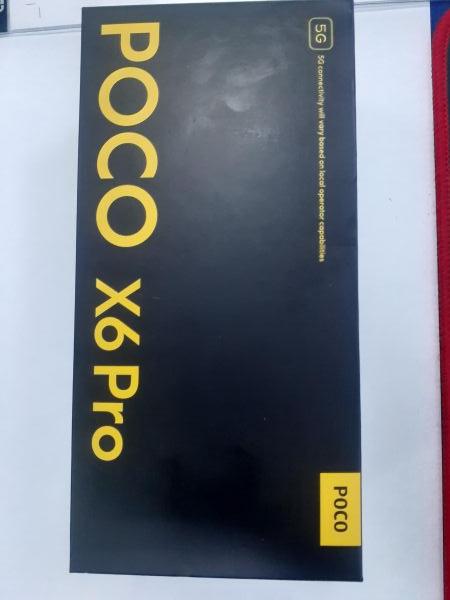 5G
5G connectivity will vary based on local operator capabilities
POCO
POCO X6 Pro